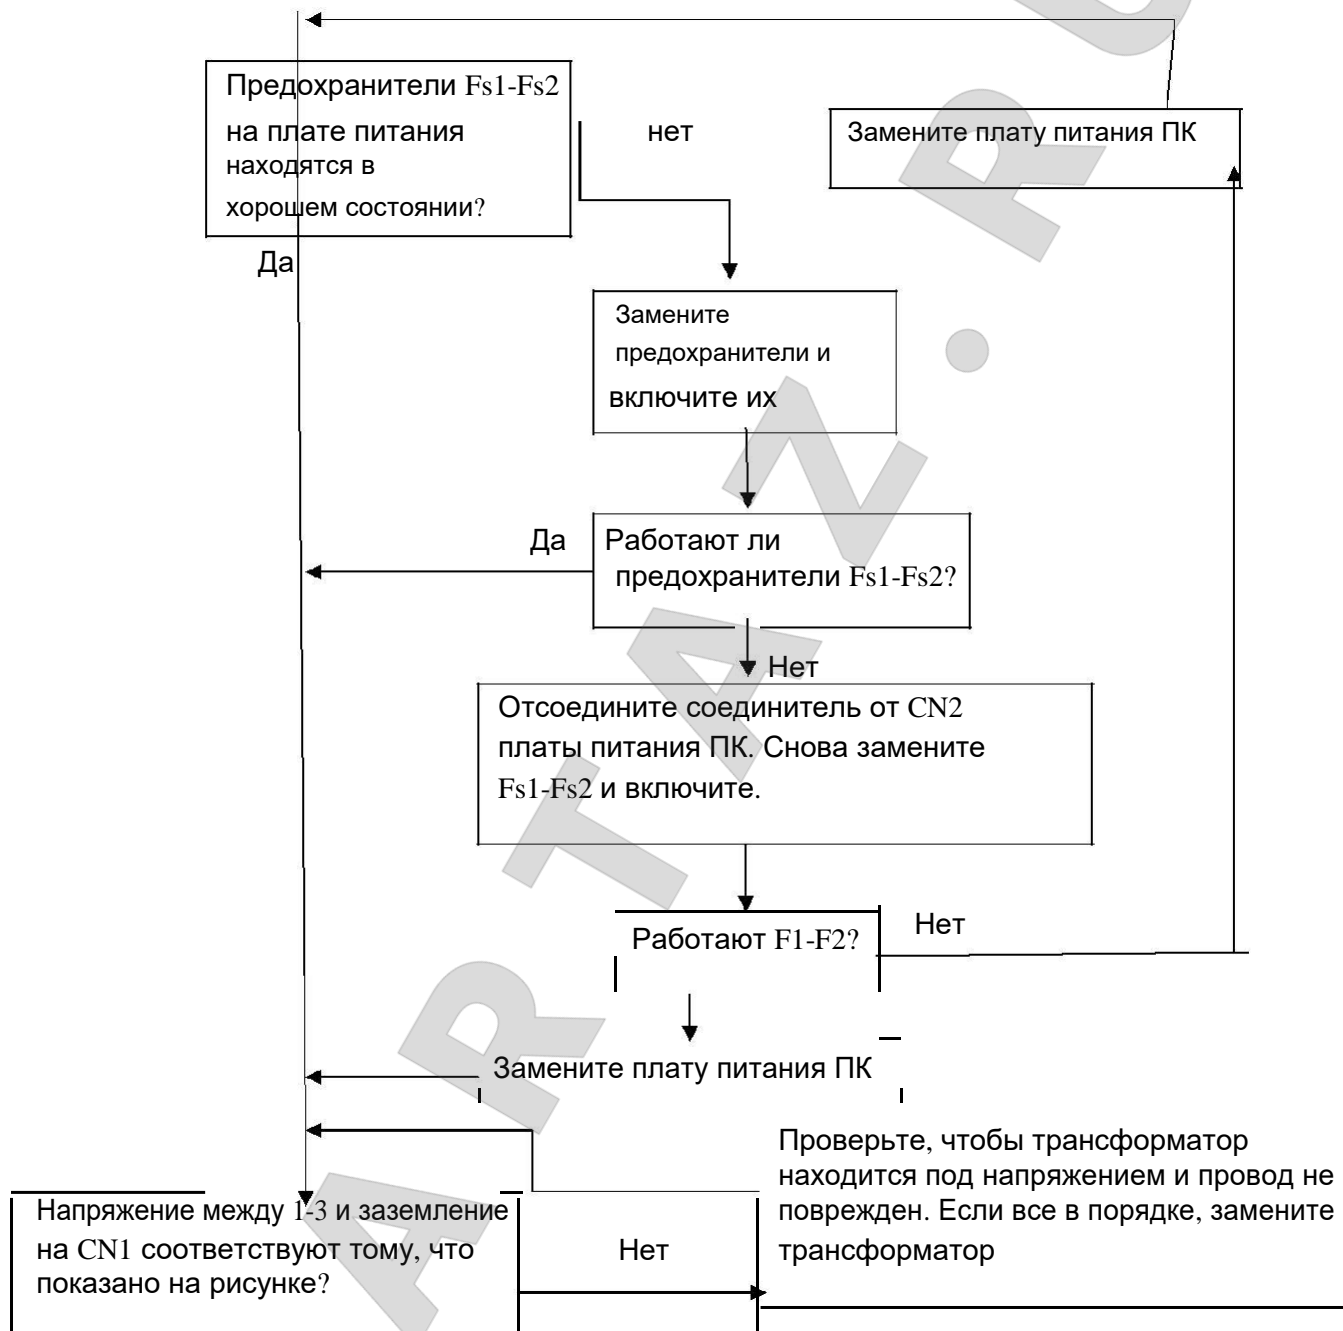 Предохранители Fs1-Fs2
на плате питания
находятся в
хорошем состоянии?
нет
Замените плату питания ПК
Да
Замените
предохранители и
включите их
Да
Работают ли
предохранители Fs1-Fs2?
Нет
Отсоедините соединитель от CN2
платы питания ПК. Снова замените
Fs1-Fs2 и включите.
Работают F1-F2?
Нет
Замените плату питания ПК
Проверьте, чтобы трансформатор
находится под напряжением и провод не
поврежден. Если все в порядке, замените
трансформатор
Напряжение между 1-3 и заземление
на CN1 соответствуют тому, что
показано на рисунке?
Нет
ARTAZ.RU